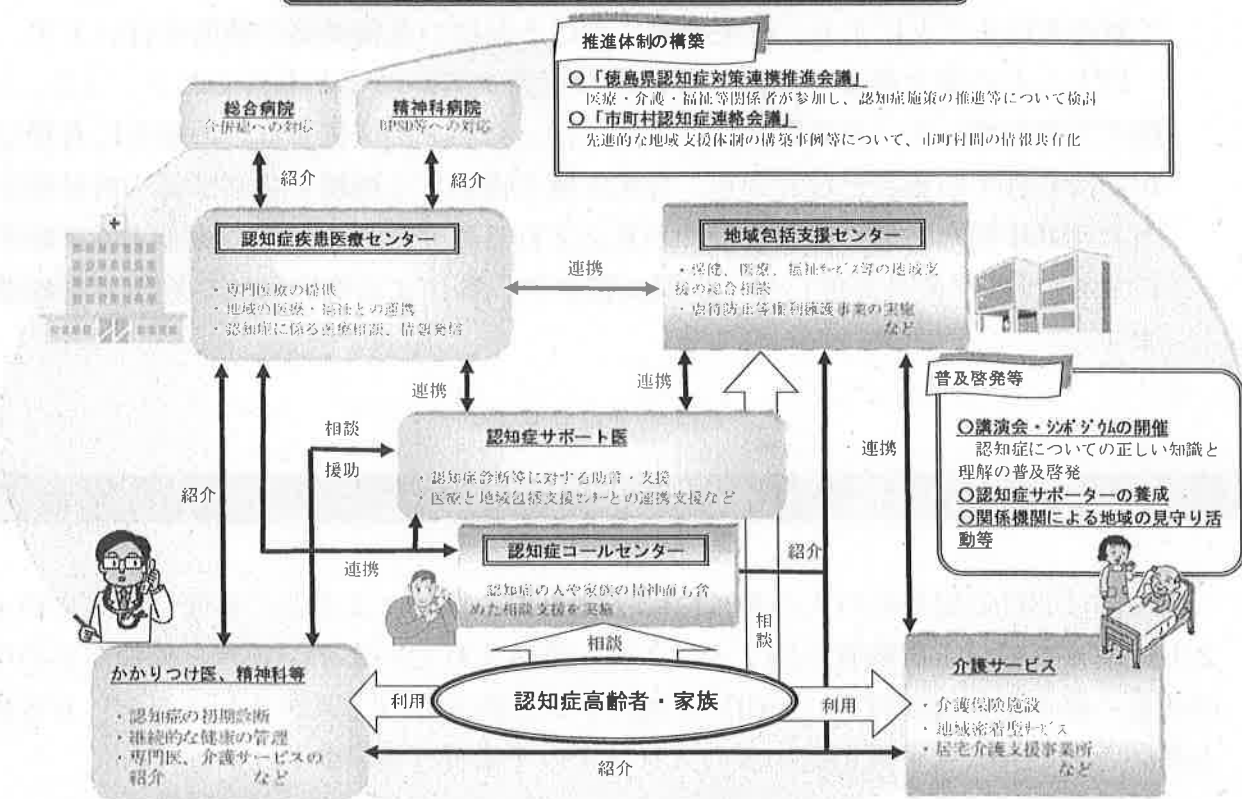 推進体制の構築
○「徳島県認知症対策連携推進会議」
医療・介護・福祉等関係者が参加し、認知症施策の推進等について検討
○「市町村認知症連絡会議」
先進的な地域支援体制の構築事例等について、市町村間の情報共有化
総合病院
合併症への対応
精神科病院
BPSD等への対応
紹介
紹介
認知症疾患医療センター
・専門医療の提供
・地域の医療・福祉との連携
・認知症に係る医療相談、情報発信
連携
地域包括支援センター
・保健、医療、福祉サービス等の地域支
援の総合相談
・虐待防止等権利擁護事業の実施
など
連携
連携
普及啓発等
○講演会・シンポジウムの開催
認知症についての正しい知識と
理解の普及啓発
○認知症サポーターの養成
○関係機関による地域の見守り活
動等
相談
援助
紹介
認知症サポート医
・認知症診断等に対する助言・支援
・医療と地域包括支援センターとの連携支援など
連携
連携
認知症コールセンター
認知症の人や家族の精神面も含
めた相談支援を実施
紹介
相談
相談
かかりつけ医、精神科等
・認知症の初期診断
・継続的な健康の管理
・専門医、介護サービスの
紹介 など
利用
認知症高齢者・家族
利用
介護サービス
・介護保険施設
・地域密着型サービス
・居宅介護支援事業所
など
紹介